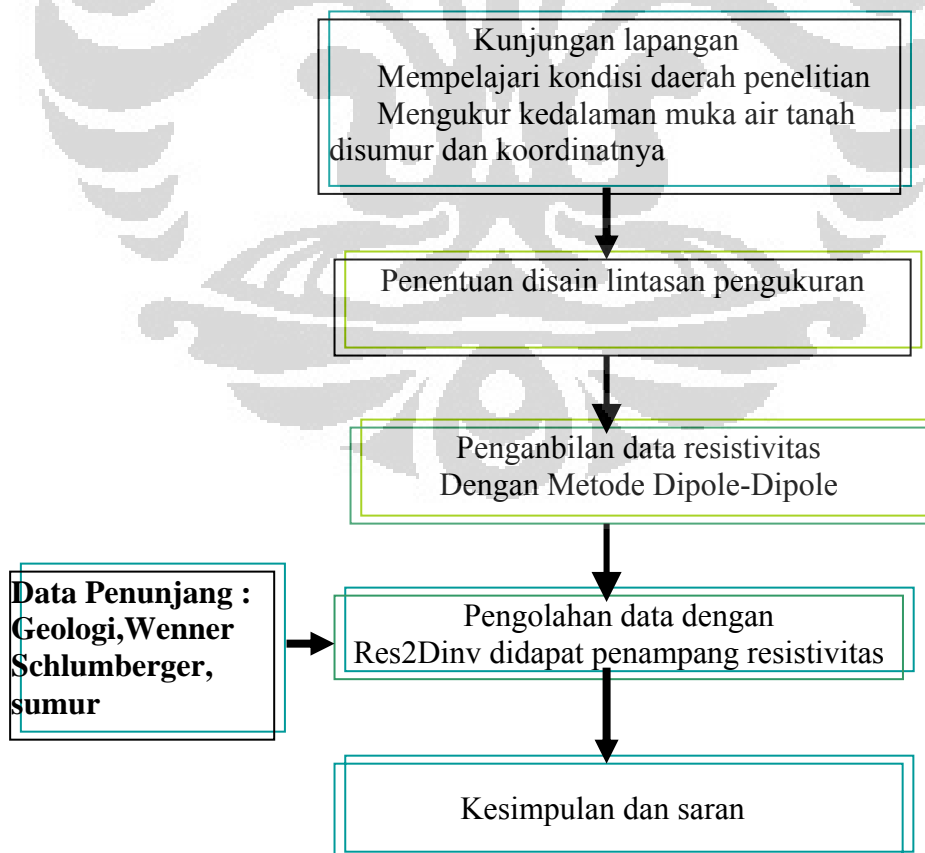 Kunjungan lapangan
Mempelajari kondisi daerah penelitian
Mengukur kedalaman muka air tanah
disumur dan koordinatnya
Penentuan disain lintasan pengukuran
Penganbilan data resistivitas
Dengan Metode Dipole-Dipole
Data Penunjang :
Geologi,Wenner
Schlumberger,
sumur
Pengolahan data dengan
Res2Dinv didapat penampang resistivitas
Kesimpulan dan saran